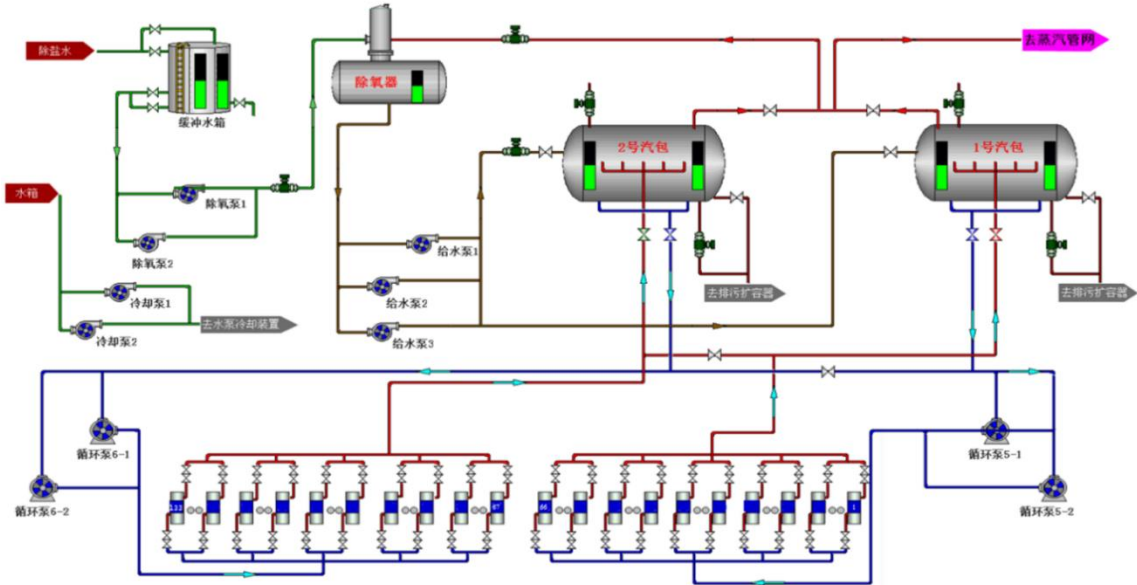 除盐水
缓冲水箱
除氧器
去蒸汽管网
2号汽包
1号汽包
水箱
除氧泵1
除氧泵2
给水泵1
给水泵2
给水泵3
冷却泵1
冷却泵2
去水泵冷却装置
去排污扩容器
去排污扩容器
循环泵6-1
循环泵6-2
循环泵5-1
循环泵5-2
133
67
66
1